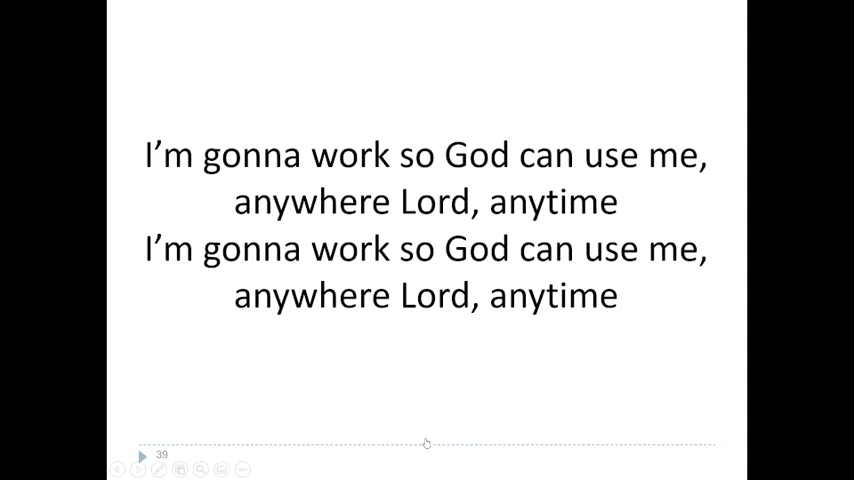 I’m gonna work so God can use me,
anywhere Lord, anytime
I’m gonna work so God can use me,
anywhere Lord, anytime
39